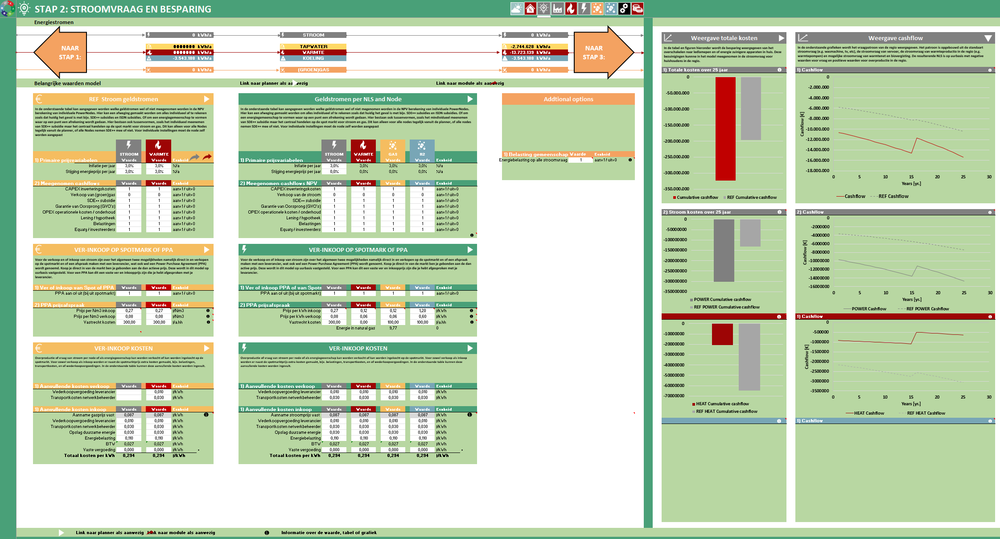 STAP 2: STROOMVRAAG EN BESPARING
Energiestromen
NAAR
STAP 1:
0 kWh/a
####### kWh/a
####### kWh/a
-3.543.188 kWh/a
0 kWh/a
STROOM
TAPWATER
WARMTE
KOELING
(GROEN)GAS
0 kWh/a
-2.744.628 kWh/a
-13.723.139 kWh/a
-3.543.188 kWh/a
0 kWh/a
NAAR
STAP 3:
Belangrijke waarden model
Link naar planner als aanwezig
Link naar module als aanwezig
REF Stroom geldstromen
In de onderstaande tabel kan aangegeven worden welke geldstromen wel of niet meegenomen worden in de NPV
berekening van individuele PowerNodes. Hier kan een afweging gemaakt worden om alles individueel af te rekenen
zoals dat huidig het geval is met bijv. SDE++ subsidies en ISDN subsidies. Of om een energiegemeenschap te vormen
waar op een punt een afrekening wordt gedaan. Hier bestaan ook tussenvormen, zoals het individueel meenemen
van SDE++ subsidie maar het centraal handelen op de spot markt voor stroom en gas. Dit kan alleen voor alle Nodes
tegelijk vanuit de planner, of alle Nodes nemen SDE++ mee of niet. Voor individuele instellingen moet de node zelf
worden aangepast
STROOM WARMTE
1) Primaire prijsvariabelen Waarde Waarde Eenheid
Inflatie per jaar 3,0% 3,0% %/a
Stijging energieprijs per jaar 3,0% 3,0% %/a
2) Meegenomen cashflows Waarde Waarde Eenheid
CAPEX inverteringskosten 1 1 aan=1 / uit=0
Verkoop van (groen)gas 0 0 aan=1 / uit=0
SDE++ subsidie 1 1 aan=1 / uit=0
Garantie van Oorsprong (GVO's) 1 1 aan=1 / uit=0
OPEX operationele kosten / onderhoud 1 1 aan=1 / uit=0
Lening / hypotheek 1 1 aan=1 / uit=0
Belastingen 1 1 aan=1 / uit=0
Equaty / investeerders 1 1 aan=1 / uit=0
VER-INKOOP OP SPOTMARK OF PPA
Voor de verkoop en of inkoop van stroom zijn over het algemeen twee mogelijkheden namelijk direct in en verkopen
op de spotmarkt en of een afspraak maken met een leverancier, wat ook wel een Power Purchase Agreement (PPA)
wordt genoemd. Koop je direct in van de markt ben je gebonden aan de dan actieve prijs. Deze wordt in dit model op
uurbasis vastgesteld. Voor een PPA kan dit een vaste ver en inkoopprijs zijn die je hebt afgesproken met je
leverancier.
1) Ver of inkoop van Spot of PPA Waarde Waarde Eenheid
PPA aan of uit (bij uit spotmarkt) 1 1 aan=1 / uit=0
2) PPA prijsafspraak Waarde Waarde Eenheid
Prijs per Nm3 inkoop 0,27 0,27 |/Nm3
Prijs per Nm3 verkoop 0,08 0,08 |/Nm3
Vastrecht kosten 300,00 300,00 |/a.hh
VER-INKOOP KOSTEN
Overproductie of vraag van stroom per node of als energiegeenschap kan worden verkocht of kan worden ingekocht op de
spotmarkt. Voor zowel verkoop als inkoop worden er naast de spotmarktprijs extra kosten gemaakt, bijv. belastingen,
transportkosten, en of wederkoopvergoedingen. In de onderstaande table kunnen deze aanvullende kosten worden ingevult.
1) Aanvullende kosten verkoop Waarde Waarde Eenheid
Wederkoopvergoeding leverancier 0,010 |/kWh
Transportkosten netwerkbeheerder 0,030 |/kWh
1) Aanvullende kosten inkoop Waarde Waarde Eenheid
Aanname gasprijs vast 0,087 0,087 |/kWh
Wederkoopvergoeding leverancier 0,010 0,010 |/kWh
Transportkosten netwerkbeheerder 0,030 0,030 |/kWh
Opslag duurzame energie 0,030 0,030 |/kWh
Energiebelasting 0,110 0,110 |/kWh
BTW 0,027 0,027 |/kWh
Vaste vergoeding 0,000 0,000 |/kWh +
Totaal kosten per kWh 0,294 0,294 |/kWh
Geldstromen per NLS and Node
In de onderstaande tabel kan aangegeven worden welke geldstromen wel of niet megenomen worden in de NPV berekening van individuele PowerNodes.
Hier kan een afweging gemaakt worden om alles individueel af te rekenen zoals dat huidig het geval is met bijv. SDE++ subsidies en ISDN subsidies. Of om
een energiegemeenschap te vormen waar op een punt een afrekening wordt gedaan. Hier bestaan ook tussenvormen, zoals het mindividueel meenemen
van SDE++ subsidie maar het cantraal handelen op de spot markt voor stroom en gas. Dit kan alleen voor alle nodes tegelijk vanuit de planner, of alle nodes
nemen SDE++ mee of niet. Voor individuele instellingen moet de node zelf worden aangepast
STROOM WARMTE GAS H2
1) Primaire prijsvariabelen Waarde Waarde Waarde Waarde Eenheid
Inflatie per jaar 3,0% 3,0% 3,0% 3,0% %/a
Stijging energieprijs per jaar 0,0% 0,0% 0,0% 0,0% %/a
2) Meegenomen cashflows NPV Waarde Waarde Waarde Waarde Eenheid
CAPEX inverteringskosten 1 1 1 1 aan=1 / uit=0
Verkoop van de stroom 0 0 0 0 aan=1 / uit=0
SDE++ subsidie 1 1 1 1 aan=1 / uit=0
Garantie van Oorsprong (GVO's) 1 1 1 1 aan=1 / uit=0
OPEX operationele kosten / onderhoud 1 1 1 1 aan=1 / uit=0
Lening / hypotheek 1 1 1 1 aan=1 / uit=0
Belastingen 1 1 1 1 aan=1 / uit=0
Equaty / investeerders 1 1 1 1 aan=1 / uit=0
VER-INKOOP OP SPOTMARK OF PPA
Voor de verkoop en of inkoop van stroom zijn over het algemeen twee mogelijkheden namelijk direct in en verkopen op de spotmarkt en of een afspraak
maken met een leverancier, wat ook wel een Power Purchase Agreement (PPA) wordt genoemd. Koop je direct in van de markt ben je gebonden aan de dan
active prijs. Deze wordt in dit model op uurbasis vastgesteld. Voor een PPA kan dit een vaste ver en inkoopprijs zijn die je hebt afgesproken met je
levarancier.
1) Ver of inkoop PPA of van Spotn Waarde Waarde Waarde Waarde Eenheid
PPA aan of uit (bij uit spotmarkt) 1 1 1 1 aan=1 / uit=0
2) PPA prijsafspraak Waarde Waarde Waarde Waarde Eenheid
Prijs per kWh inkoop 0,27 0,12 0,12 1,20 |/kWh
Prijs per kWh verkoop 0,08 0,06 0,06 0,60 |/kWh
Vastrecht kosten 300,00 0,00 100,00 100,00 |/a.hh
Energie in natural gas 9,77 0
VER-INKOOP KOSTEN
Overproductie of vraag van stroom per node of als energiegeenschap kan worden verkocht of kan worden ingekocht op de spotmarkt. Voor zowel verkoop als inkoop
worden er naast de spotmarktprijs extra kosten gemaakt, bijv. belastingen, transportkosten, en of wederkoopvergoedingen. In de onderstaande table kunnen deze
aanvullende kosten worden ingevult.
1) Aanvullende kosten verkoop Waarde Waarde Waarde Waarde Eenheid
Wederkoopvergoeding leverancier 0,010 0,010 0,010 0,010 |/kWh
Transportkosten netwerkbeheerder 0,030 0,030 0,030 0,030 |/kWh
1) Aanvullende kosten inkoop Waarde Waarde Waarde Waarde Eenheid
Aanname stroomprijs vast 0,087 0,087 0,087 0,087 |/kWh
Wederkoopvergoeding leverancier 0,010 0,010 0,010 0,010 |/kWh
Transportkosten netwerkbeheerder 0,030 0,030 0,030 0,030 |/kWh
Opslag duurzame energie 0,030 0,030 0,030 0,030 |/kWh
Energiebelasting 0,110 0,110 0,110 0,110 |/kWh
BTW 0,027 0,027 0,027 0,027 |/kWh
Vaste vergoeding 0,000 0,000 0,000 0,000 |/kWh +
Totaal kosten per kWh 0,294 0,294 0,294 0,294 |/kWh
Addtional options
1) Belasting gemeenschap Waarde Eenheid
Energiebelasting op alle stroomvraag 1 aan=1 / uit=0
Weergave totale kosten
In de tabel en figuren hieronder wordt de besparing weergegeven van het
overschakelen naar ledlamepen en of energie zuinigere apparaten in huis. Deze
bezuinigingen kunnne in het model meegenomen in de stroomvraag voor
huishoudens in de regio.
1) Totale kosten over 25 jaar
0
-50.000.000
-100.000.000
-150.000.000
-200.000.000
-250.000.000
-300.000.000
-350.000.000
Cumulative cashflow REF Cumulative cashflow
2) Stroom kosten over 25 jaar
0
-50000000
-100000000
-150000000
-200000000
-250000000
-300000000
-350000000
POWER Cumulative cashflow
REF POWER Cumulative cashflow
0
-10000000
-20000000
-30000000
-40000000
-50000000
-60000000
-70000000
HEAT Cumulative cashflow
REF HEAT Cumulative cashflow
Weergave cashflow
In de onderstaande grafieken wordt het vraagpatroon van de regio weergegeven. Het patroon is opgebouwd uit de standaart
stroomvraag (e.g. wasmachine, tv, etc), de stroomvraag van vervoer, de stroomvraag van warmteproductie in de regio (e.g.
warmtepompen) en mogelijke stroomvraag van warmtenet en biovergisting. De resulterende NLS is op uurbasis met negative
waarden voor vraag en positieve waarden voor overproductie in de regio.
1) Cashflow
Cashflow [€]
0
-2.000.000
-4.000.000
-6.000.000
-8.000.000
-10.000.000
-12.000.000
-14.000.000
-16.000.000
-18.000.000
0 5 10 15 20 25 30
Years [yr.]
Cashflow REF Cashflow
2) Cashflow
Cashflow [€]
0
-2000000
-4000000
-6000000
-8000000
-10000000
-12000000
-14000000
-16000000
0 5 10 15 20 25 30
Years [yr.]
POWER Cashflow REF POWER Cashflow
1) Cashflow
Cashflow [€]
0
-500000
-1000000
-1500000
-2000000
-2500000
-3000000
-3500000
0 5 10 15 20 25 30
Years [yr.]
HEAT Cashflow REF HEAT Cashflow
1) Cashflow
Link naar planner als aanwezig
Link naar module als aanwezig
Informatie over de waarde, tabel of grafiek